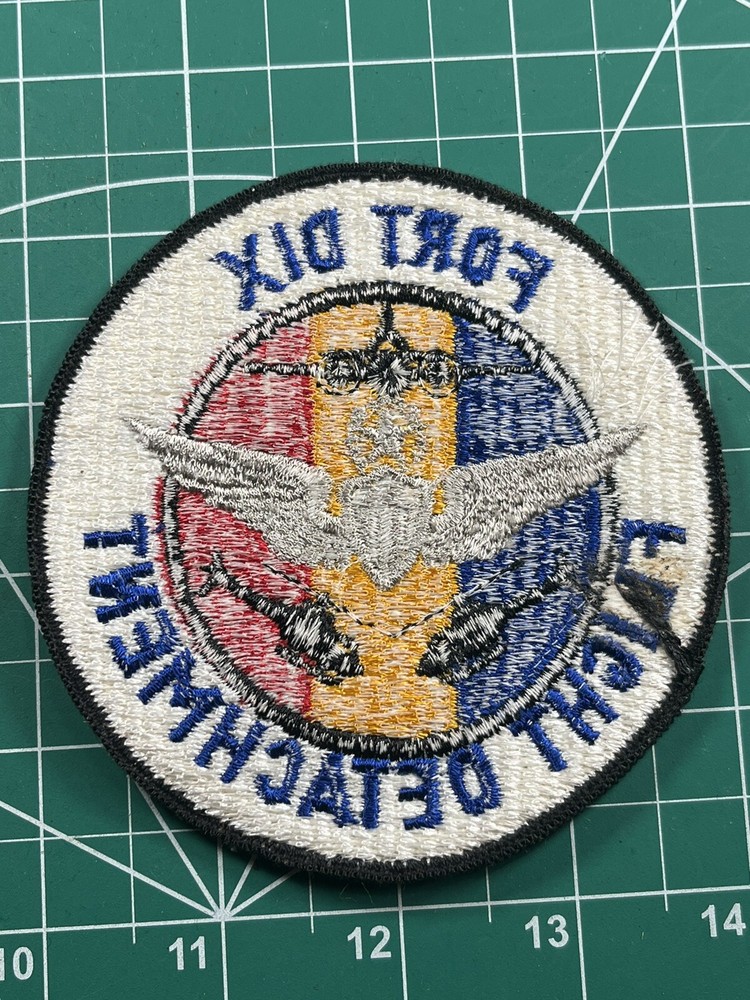 FORT DIX
FLIGHT DETACHMENT
10 11 12 13 14